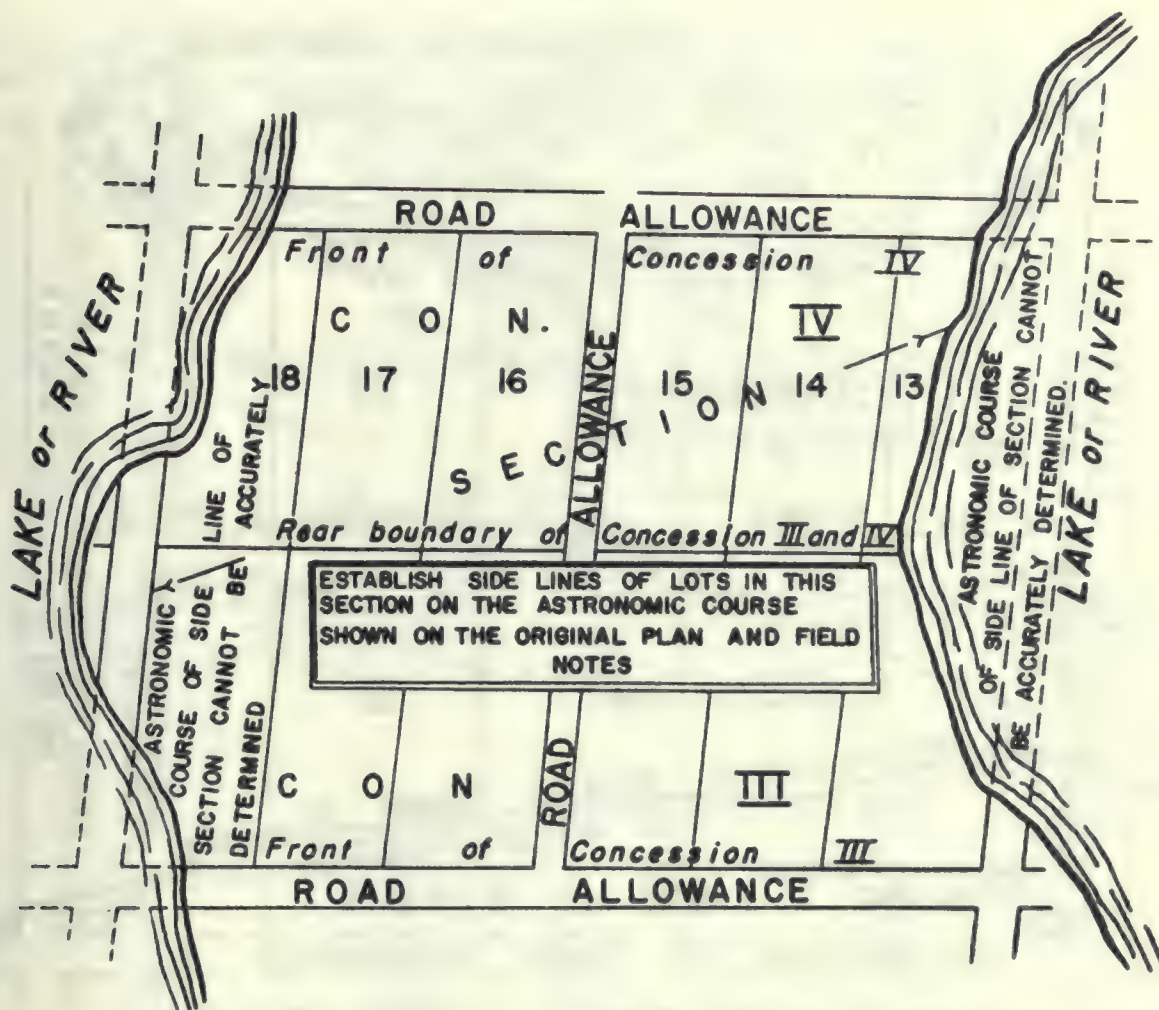 ROAD ALLOWANCE
Front of Concession IV
CON. IV
18 17 16 15 14 13
SECTION
ROAD ALLOWANCE
LAKE or RIVER
LAKE or RIVER
Rear boundary of Concession III and IV
ESTABLISH SIDE LINES OF LOTS IN THIS
SECTION ON THE ASTRONOMIC COURSE
SHOWN ON THE ORIGINAL PLAN AND FIELD
NOTES
ASTRONOMIC
COURSE OF SIDE LINE OF
SECTION CANNOT BE ACCURATELY
DETERMINED
ASTRONOMIC COURSE
OF SIDE LINE OF SECTION CANNOT
BE ACCURATELY DETERMINED.
CON III
Front of Concession III
ROAD ALLOWANCE